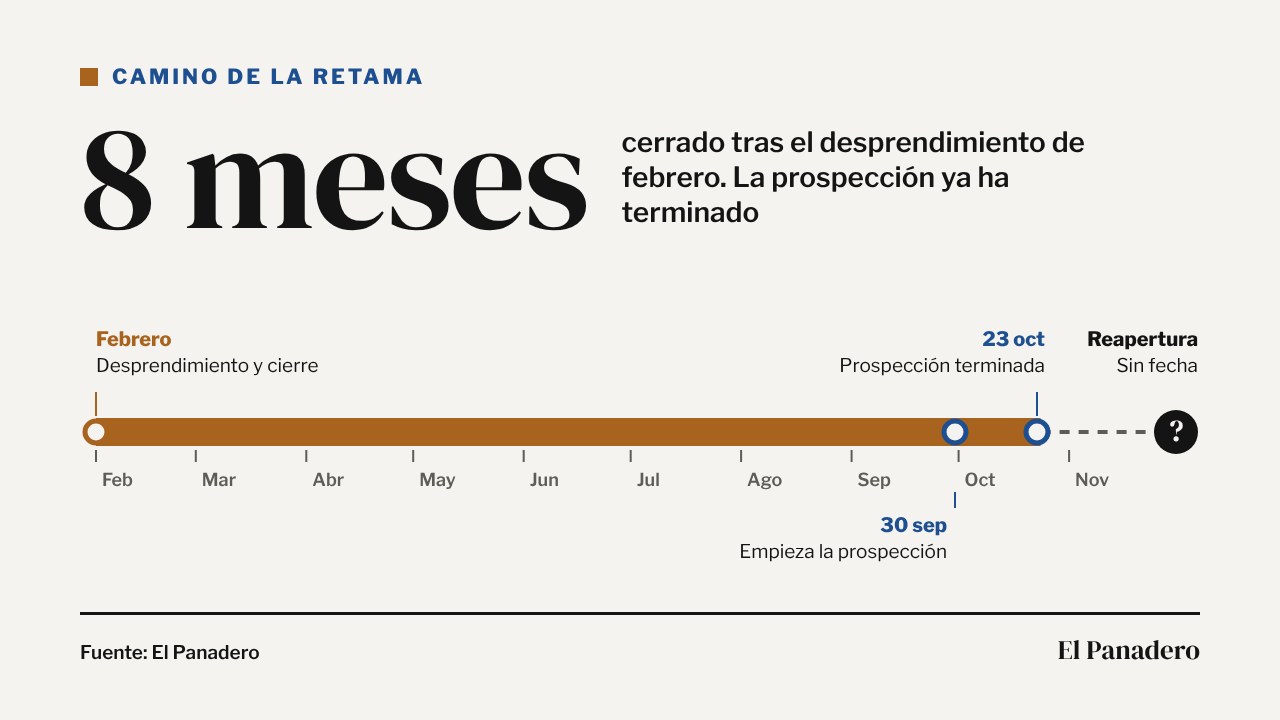 CAMINO DE LA RETAMA
8 meses
cerrado tras el desprendimiento de
febrero. La prospección ya ha
terminado
Febrero
Desprendimiento y cierre
23 oct
Prospección terminada
Reapertura
Sin fecha
?
Feb Mar Abr May Jun Jul Ago Sep Oct Nov
30 sep
Empieza la prospección
Fuente: El Panadero
El Panadero